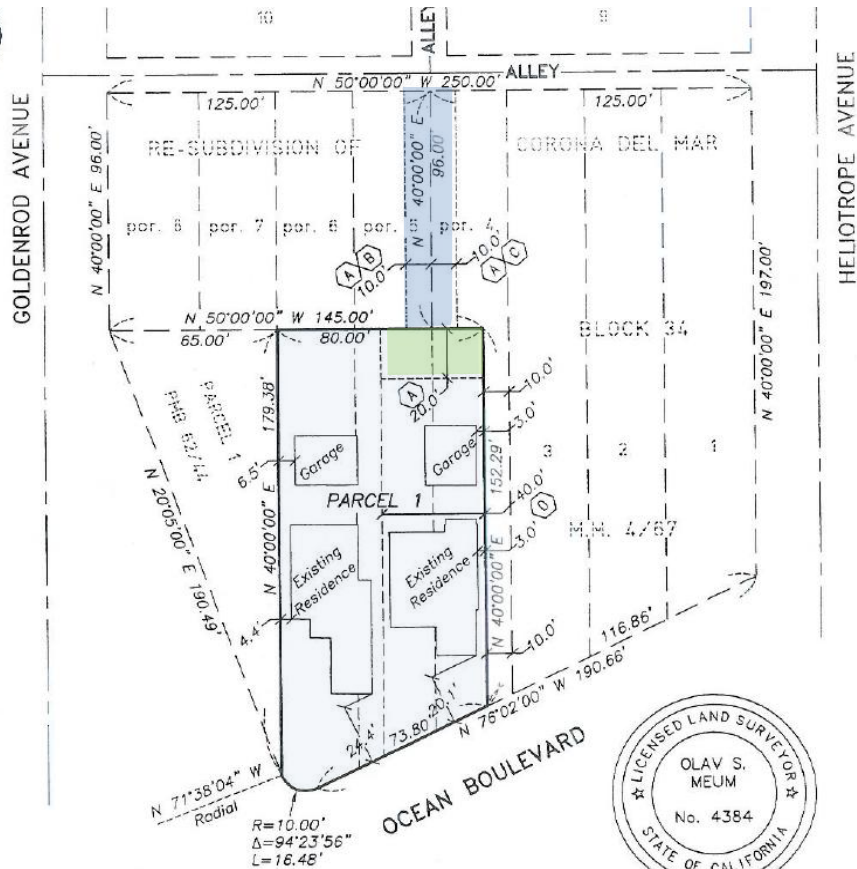 10
9
ALLEY
ALLEY
N 50°00'00" W 250.00'
125.00'
125.00'
GOLDENROD AVENUE
HELIOTROPE AVENUE
N 40°00'00" E 96.00'
N 40°00'00" E
96.00'
RE-SUBDIVISION OF
CORONA DEL MAR
por. 8
por. 7
por. 6
por. 5
por. 4
A
B
10.0'
10.0'
A
C
N 40°00'00" E 197.00'
N 50°00'00" W 145.00'
65.00'
80.00'
BLOCK 34
A
20.0'
10.0'
3.0'
PARCEL 1
PMB 62/44
179.38'
6.5'
Garage
Garage
152.29'
3
2
1
40.0'
D
PARCEL 1
M.M. 4/67
N 20°05'00" E 190.49'
N 40°00'00" E
Existing
Residence
Existing
Residence
N 40°00'00" E
3.0'
4.4'
10.0'
116.86'
N 76°02'00" W 190.66'
24.4'
73.80'
20.1'
N 71°38'04" W
Radial
OCEAN BOULEVARD
R=10.00'
Δ=94°23'56"
L=16.48'
LICENSED LAND SURVEYOR
OLAV S.
MEUM
No. 4384
STATE OF CALIFORNIA